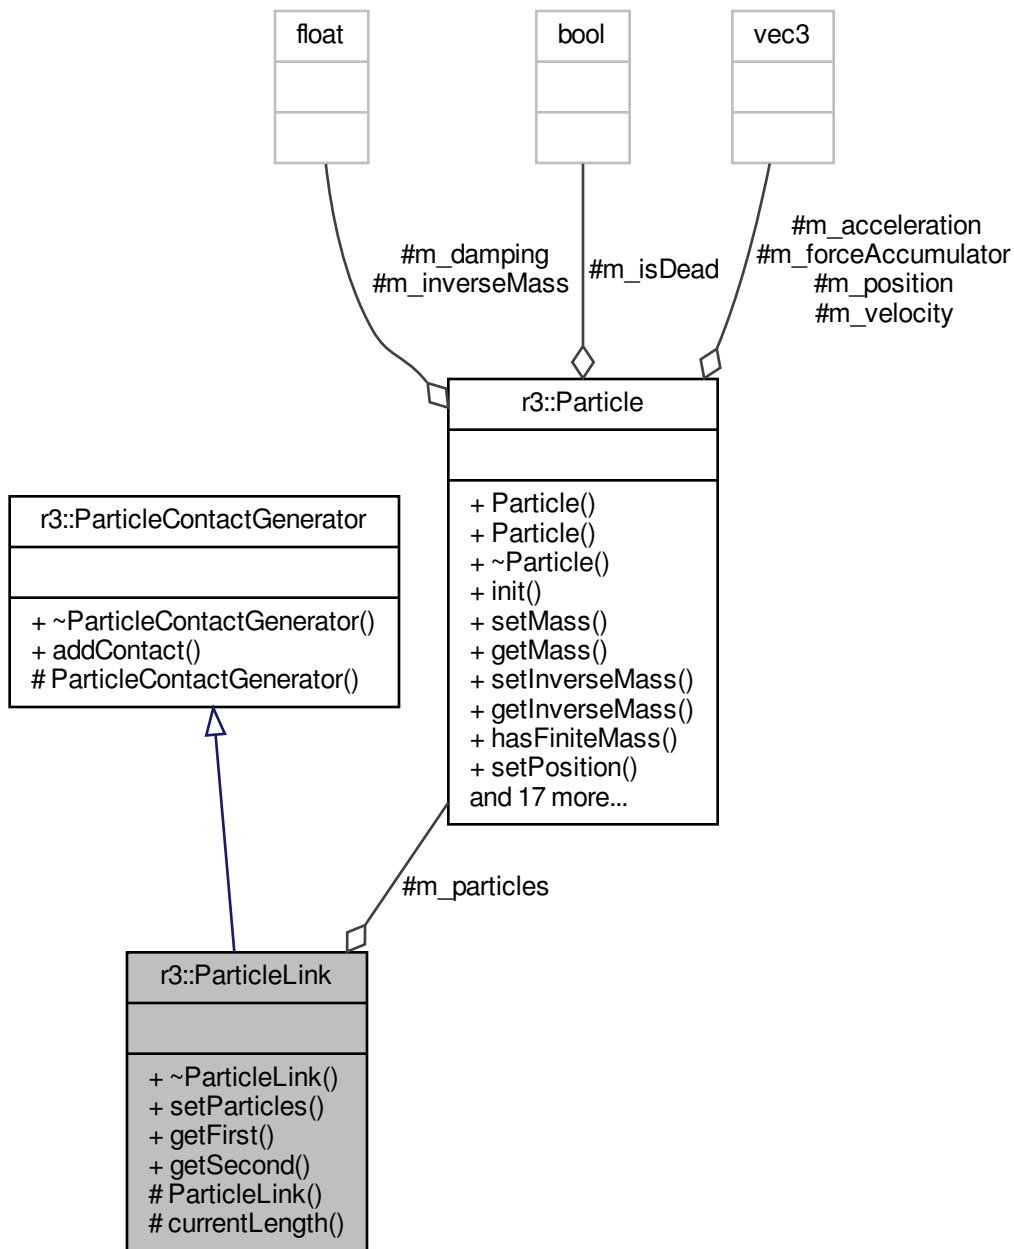 float
bool
vec3
#m_damping
#m_inverseMass
#m_isDead
#m_acceleration
#m_forceAccumulator
#m_position
#m_velocity
r3::Particle
+ Particle()
+ Particle()
+ ~Particle()
+ init()
+ setMass()
+ getMass()
+ setInverseMass()
+ getInverseMass()
+ hasFiniteMass()
+ setPosition()
and 17 more...
r3::ParticleContactGenerator
+ ~ParticleContactGenerator()
+ addContact()
# ParticleContactGenerator()
#m_particles
r3::ParticleLink
+ ~ParticleLink()
+ setParticles()
+ getFirst()
+ getSecond()
# ParticleLink()
# currentLength()